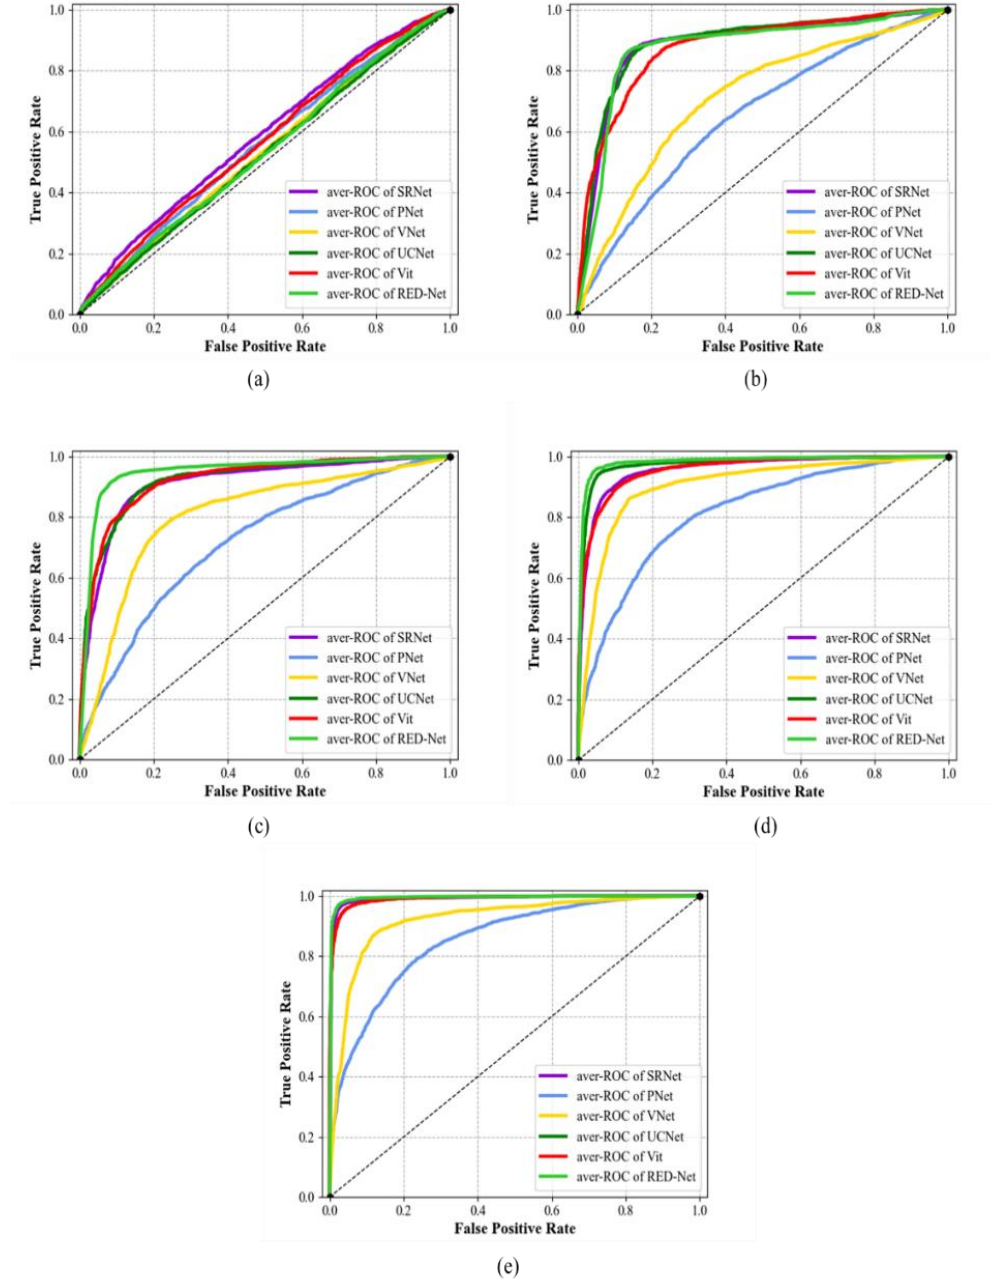 1.0
0.8
0.6
0.4
0.2
0.0
True Positive Rate
aver-ROC of SRNet
aver-ROC of PNet
aver-ROC of VNet
aver-ROC of UCNet
aver-ROC of Vit
aver-ROC of RED-Net
0.0 0.2 0.4 0.6 0.8 1.0
False Positive Rate
(a)
1.0
0.8
0.6
0.4
0.2
0.0
True Positive Rate
aver-ROC of SRNet
aver-ROC of PNet
aver-ROC of VNet
aver-ROC of UCNet
aver-ROC of Vit
aver-ROC of RED-Net
0.0 0.2 0.4 0.6 0.8 1.0
False Positive Rate
(b)
1.0
0.8
0.6
0.4
0.2
0.0
True Positive Rate
aver-ROC of SRNet
aver-ROC of PNet
aver-ROC of VNet
aver-ROC of UCNet
aver-ROC of Vit
aver-ROC of RED-Net
0.0 0.2 0.4 0.6 0.8 1.0
False Positive Rate
(c)
1.0
0.8
0.6
0.4
0.2
0.0
True Positive Rate
aver-ROC of SRNet
aver-ROC of PNet
aver-ROC of VNet
aver-ROC of UCNet
aver-ROC of Vit
aver-ROC of RED-Net
0.0 0.2 0.4 0.6 0.8 1.0
False Positive Rate
(d)
1.0
0.8
0.6
0.4
0.2
0.0
True Positive Rate
aver-ROC of SRNet
aver-ROC of PNet
aver-ROC of VNet
aver-ROC of UCNet
aver-ROC of Vit
aver-ROC of RED-Net
0.0 0.2 0.4 0.6 0.8 1.0
False Positive Rate
(e)